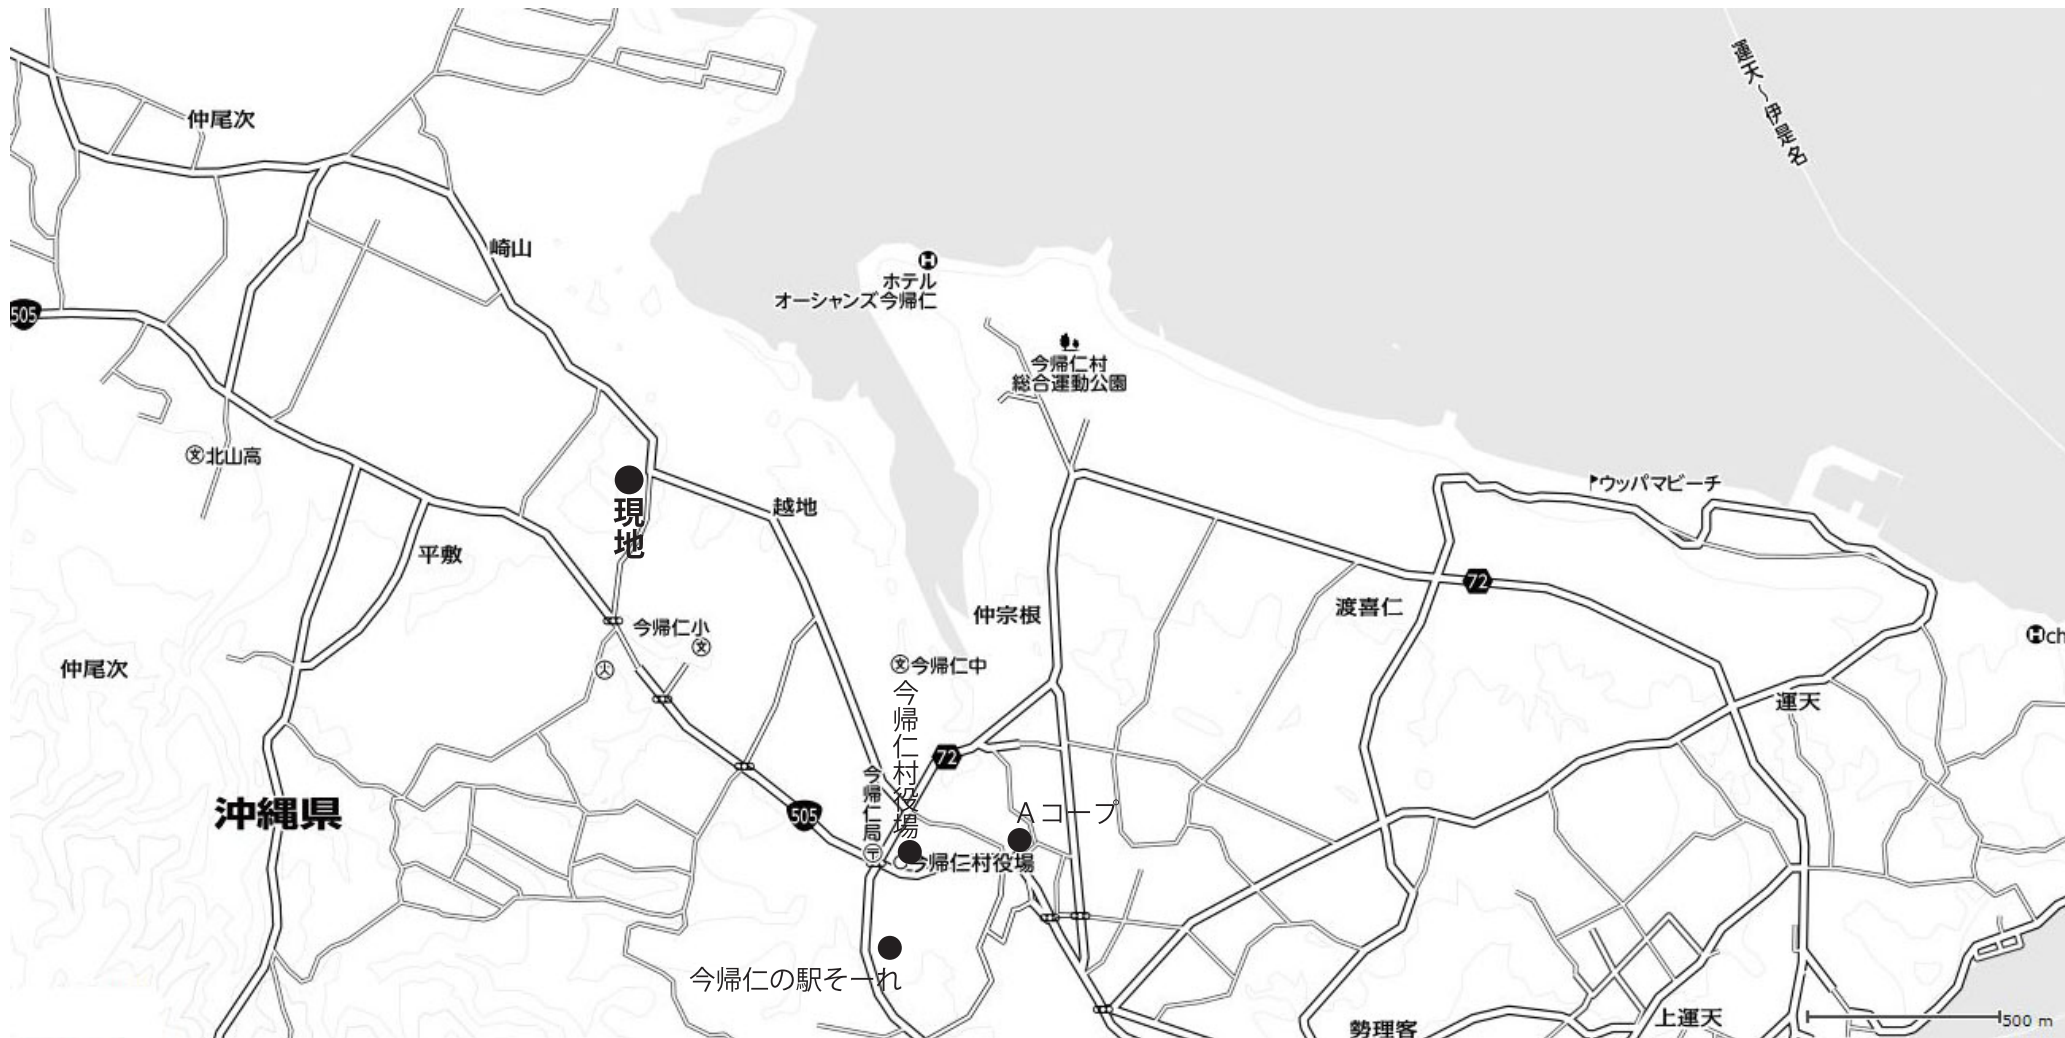 運天～伊是名
仲尾次
崎山
ホテル
オーシャンズ今帰仁
505
今帰仁村
総合運動公園
北山高
文
現地
越地
ウッパマビーチ
平敷
72
仲宗根
渡喜仁
今帰仁小
文
ch
仲尾次
文
今帰仁中
今帰仁村役場
運天
72
今帰仁局
沖縄県
505
Aコープ
今帰仁村役場
今帰仁の駅そーれ
勢理客
上運天
500 m